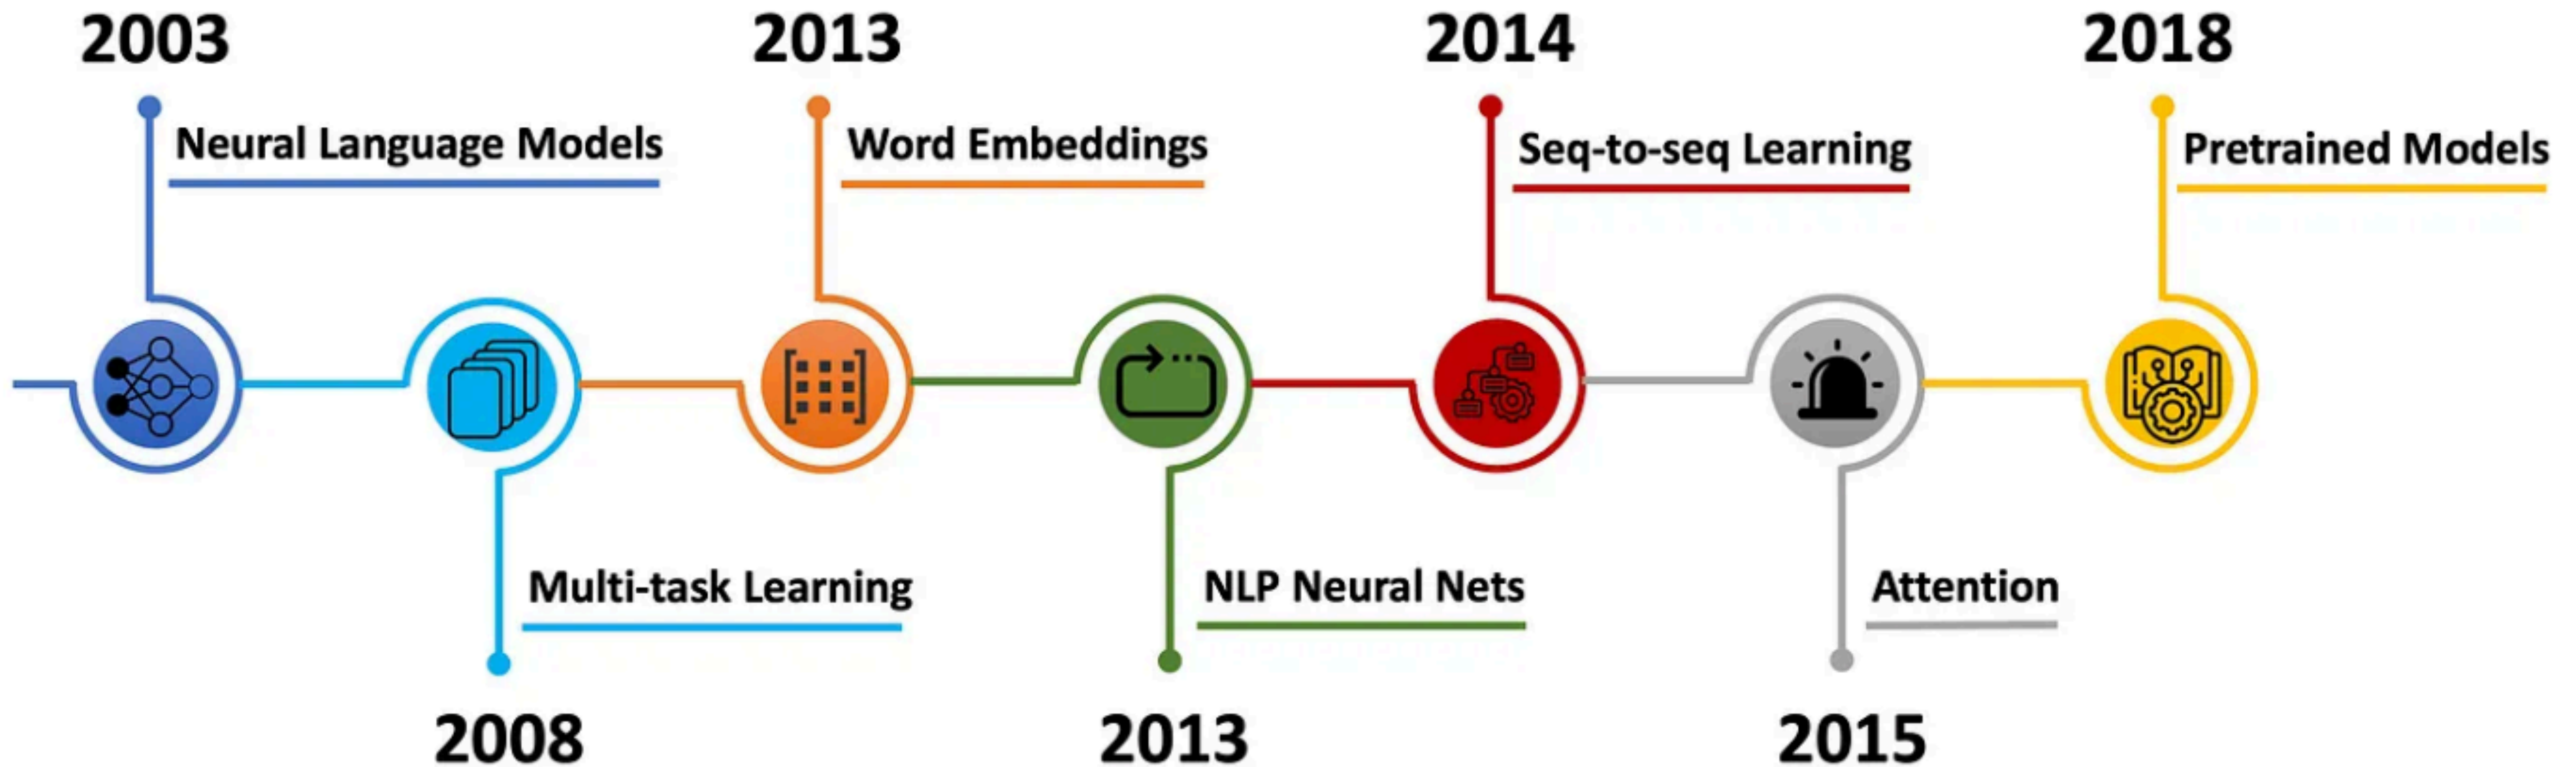 2003
Neural Language Models
2008
Multi-task Learning
2013
Word Embeddings
2013
NLP Neural Nets
2014
Seq-to-seq Learning
2015
Attention
2018
Pretrained Models